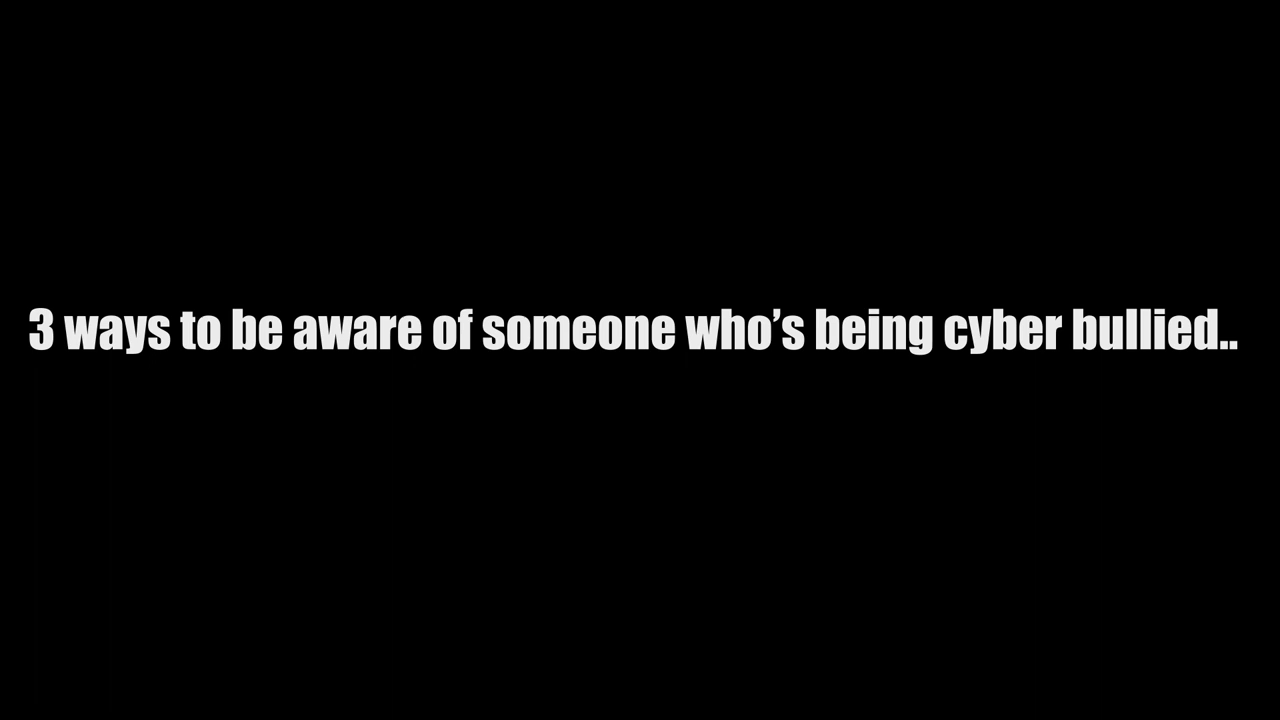 3 ways to be aware of someone who’s being cyber bullied..